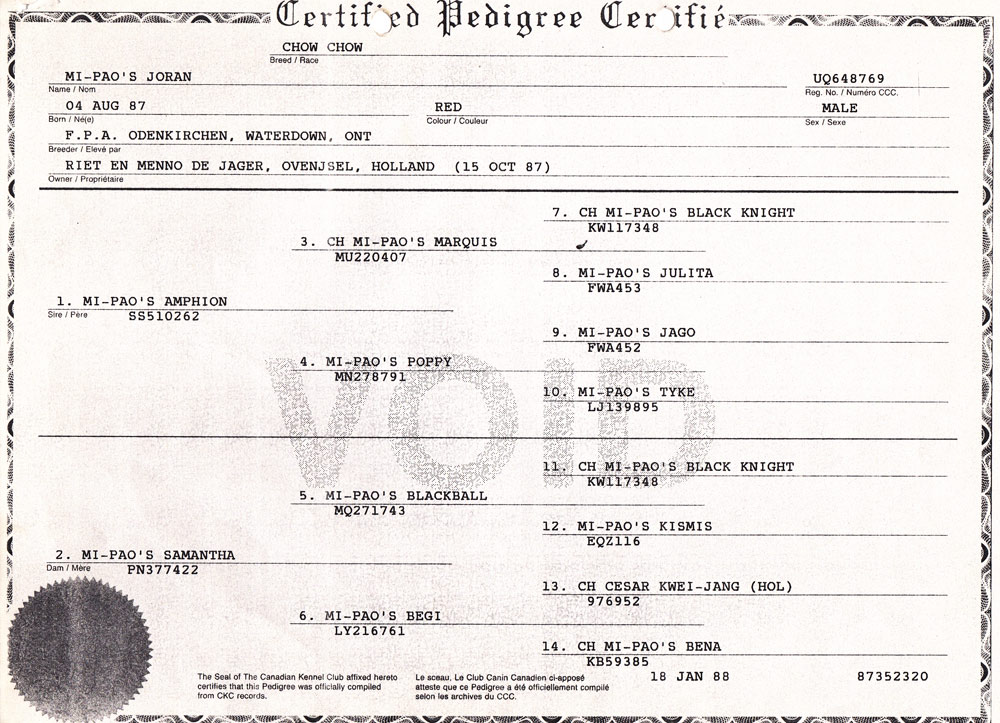 Certified Pedigree Certifié
CHOW CHOW
Breed / Race
MI-PAO'S JORAN
UQ648769
Name / Nom
Reg. No. / Numéro CCC.
04 AUG 87
RED
MALE
Born / Né(e)
Colour / Couleur
Sex / Sexe
F.P.A. ODENKIRCHEN, WATERDOWN, ONT
Breeder / Elevé par
RIET EN MENNO DE JAGER, OVENJSEL, HOLLAND (15 OCT 87)
Owner / Propriétaire
7. CH MI-PAO'S BLACK KNIGHT
KW117348
3. CH MI-PAO'S MARQUIS
MU220407
8. MI-PAO'S JULITA
FWA453
1. MI-PAO'S AMPHION
Sire / Père
SS510262
9. MI-PAO'S JAGO
FWA452
4. MI-PAO'S POPPY
MN278791
10. MI-PAO'S TYKE
LJ139895
VOID
11. CH MI-PAO'S BLACK KNIGHT
KW117348
5. MI-PAO'S BLACKBALL
MQ271743
12. MI-PAO'S KISMIS
EQZ116
2. MI-PAO'S SAMANTHA
Dam / Mère
PN377422
13. CH CESAR KWEI-JANG (HOL)
976952
6. MI-PAO'S BEGI
LY216761
14. CH MI-PAO'S BENA
KB59385
The Seal of The Canadian Kennel Club affixed hereto
certifies that this Pedigree was officially compiled
from CKC records.
Le sceau, Le Club Canin Canadien ci-apposé
atteste que ce Pedigree a été officiellement compilé
selon les archives du CCC.
18 JAN 88
87352320